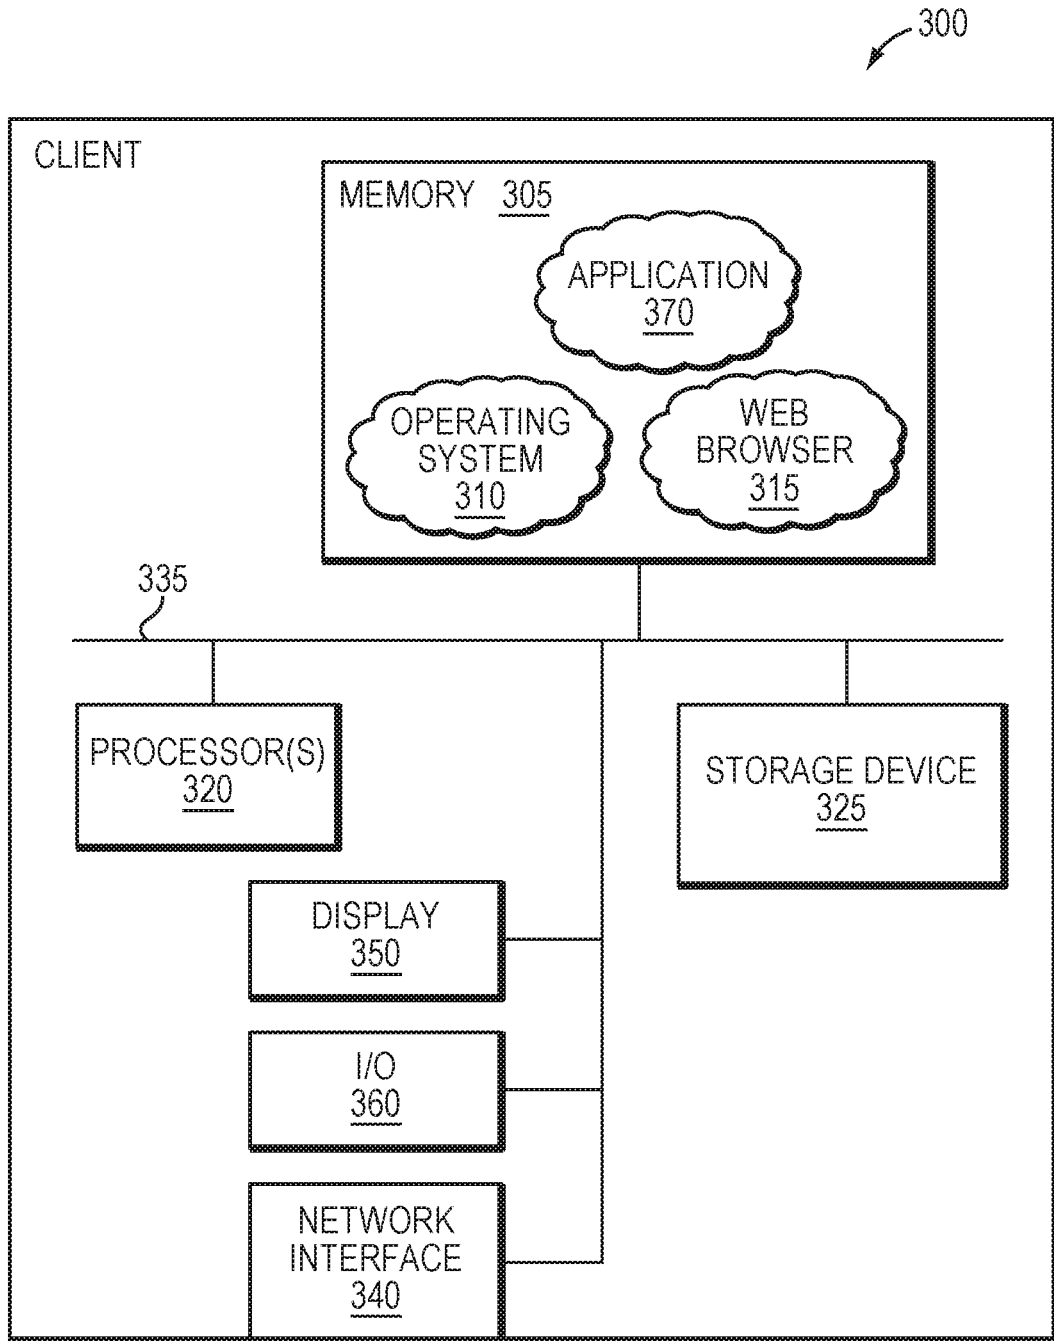 300
CLIENT
MEMORY 305
APPLICATION
370
OPERATING
SYSTEM
310
WEB
BROWSER
315
335
PROCESSOR(S)
320
STORAGE DEVICE
325
DISPLAY
350
I/O
360
NETWORK
INTERFACE
340